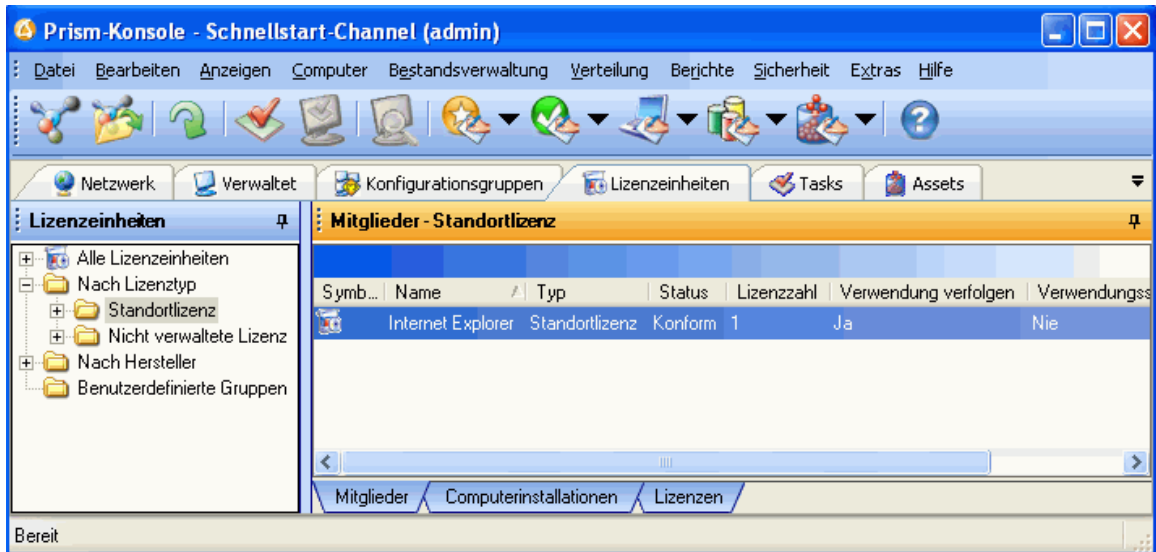 Prism-Konsole - Schnellstart-Channel (admin)
Datei Bearbeiten Anzeigen Computer Bestandsverwaltung Verteilung Berichte Sicherheit Extras Hilfe
Netzwerk Verwaltet Konfigurationsgruppen Lizenzeinheiten Tasks Assets
Lizenzeinheiten
Alle Lizenzeinheiten
Nach Lizenztyp
Standortlizenz
Nicht verwaltete Lizenz
Nach Hersteller
Benutzerdefinierte Gruppen
Mitglieder - Standortlizenz
Symb... Name Typ Status Lizenzzahl Verwendung verfolgen Verwendungss
Internet Explorer Standortlizenz Konform 1 Ja Nie
Mitglieder Computerinstallationen Lizenzen
Bereit